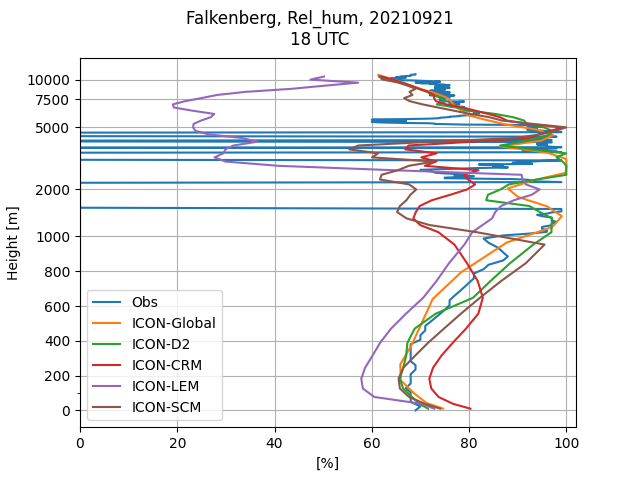 Falkenberg, Rel_hum, 20210921
18 UTC
10000
7500
5000
2000
1000
800
600
400
200
0
Height [m]
Obs
ICON-Global
ICON-D2
ICON-CRM
ICON-LEM
ICON-SCM
0
20
40
60
80
100
[%]